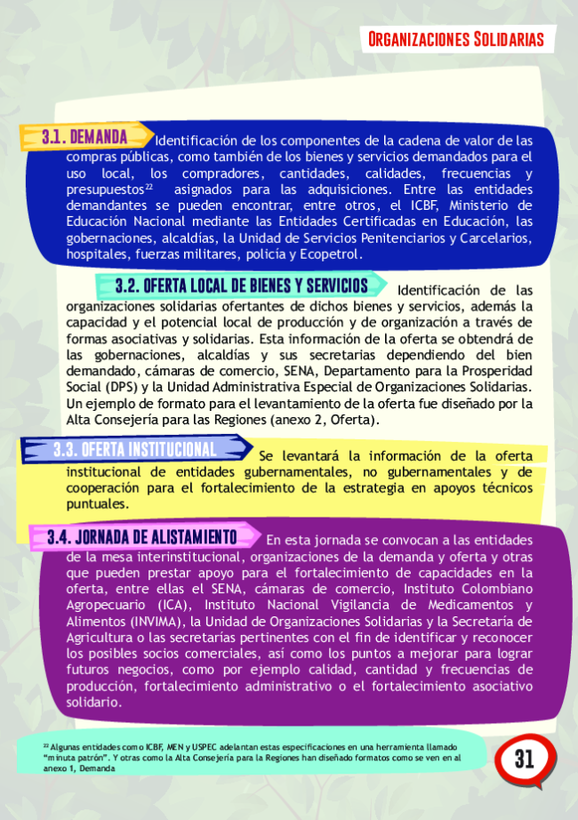 Organizaciones Solidarias
3.1. DEMANDA Identificación de los componentes de la cadena de valor de las
compras públicas, como también de los bienes y servicios demandados para el
uso local, los compradores, cantidades, calidades, frecuencias y
presupuestos²² asignados para las adquisiciones. Entre las entidades
demandantes se pueden encontrar, entre otros, el ICBF, Ministerio de
Educación Nacional mediante las Entidades Certificadas en Educación, las
gobernaciones, alcaldías, la Unidad de Servicios Penitenciarios y Carcelarios,
hospitales, fuerzas militares, policía y Ecopetrol.
3.2. OFERTA LOCAL DE BIENES Y SERVICIOS Identificación de las
organizaciones solidarias ofertantes de dichos bienes y servicios, además la
capacidad y el potencial local de producción y de organización a través de
formas asociativas y solidarias. Esta información de la oferta se obtendrá de
las gobernaciones, alcaldías y sus secretarias dependiendo del bien
demandado, cámaras de comercio, SENA, Departamento para la Prosperidad
Social (DPS) y la Unidad Administrativa Especial de Organizaciones Solidarias.
Un ejemplo de formato para el levantamiento de la oferta fue diseñado por la
Alta Consejería para las Regiones (anexo 2, Oferta).
3.3. OFERTA INSTITUCIONAL Se levantará la información de la oferta
institucional de entidades gubernamentales, no gubernamentales y de
cooperación para el fortalecimiento de la estrategia en apoyos técnicos
puntuales.
3.4. JORNADA DE ALISTAMIENTO En esta jornada se convocan a las entidades
de la mesa interinstitucional, organizaciones de la demanda y oferta y otras
que pueden prestar apoyo para el fortalecimiento de capacidades en la
oferta, entre ellas el SENA, cámaras de comercio, Instituto Colombiano
Agropecuario (ICA), Instituto Nacional Vigilancia de Medicamentos y
Alimentos (INVIMA), la Unidad de Organizaciones Solidarias y la Secretaría de
Agricultura o las secretarías pertinentes con el fin de identificar y reconocer
los posibles socios comerciales, así como los puntos a mejorar para lograr
futuros negocios, como por ejemplo calidad, cantidad y frecuencias de
producción, fortalecimiento administrativo o el fortalecimiento asociativo
solidario.
²² Algunas entidades como ICBF, MEN y USPEC adelantan estas especificaciones en una herramienta llamado
“minuta patrón”. Y otras como la Alta Consejería para la Regiones han diseñado formatos como se ven en al
anexo 1, Demanda
31